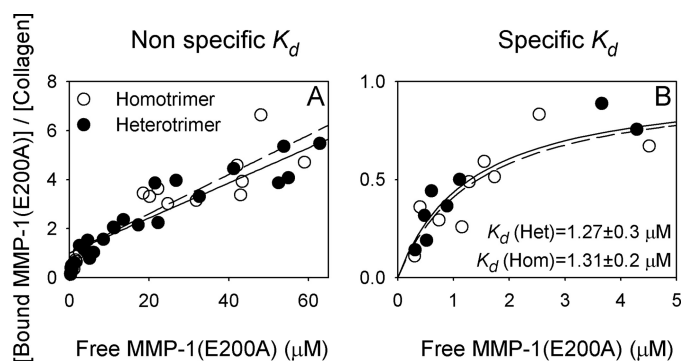 Non specific Kd
Specific Kd
[Bound MMP-1(E200A)] / [Collagen]
8
6
4
2
0
Homotrimer
Heterotrimer
A
0 20 40 60
Free MMP-1(E200A) (μM)
1.0
0.5
0.0
B
Kd (Het)=1.27±0.3 μM
Kd (Hom)=1.31±0.2 μM
0 1 2 3 4 5
Free MMP-1(E200A) (μM)